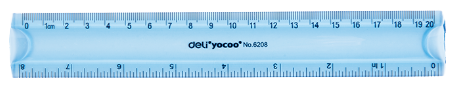 0 1cm 2 3 4 5 6 7 8 9 10 11 12 13 14 15 16 17 18 19 20
deli yocoo No.6208
8 7 6 5 4 3 2 1in 0